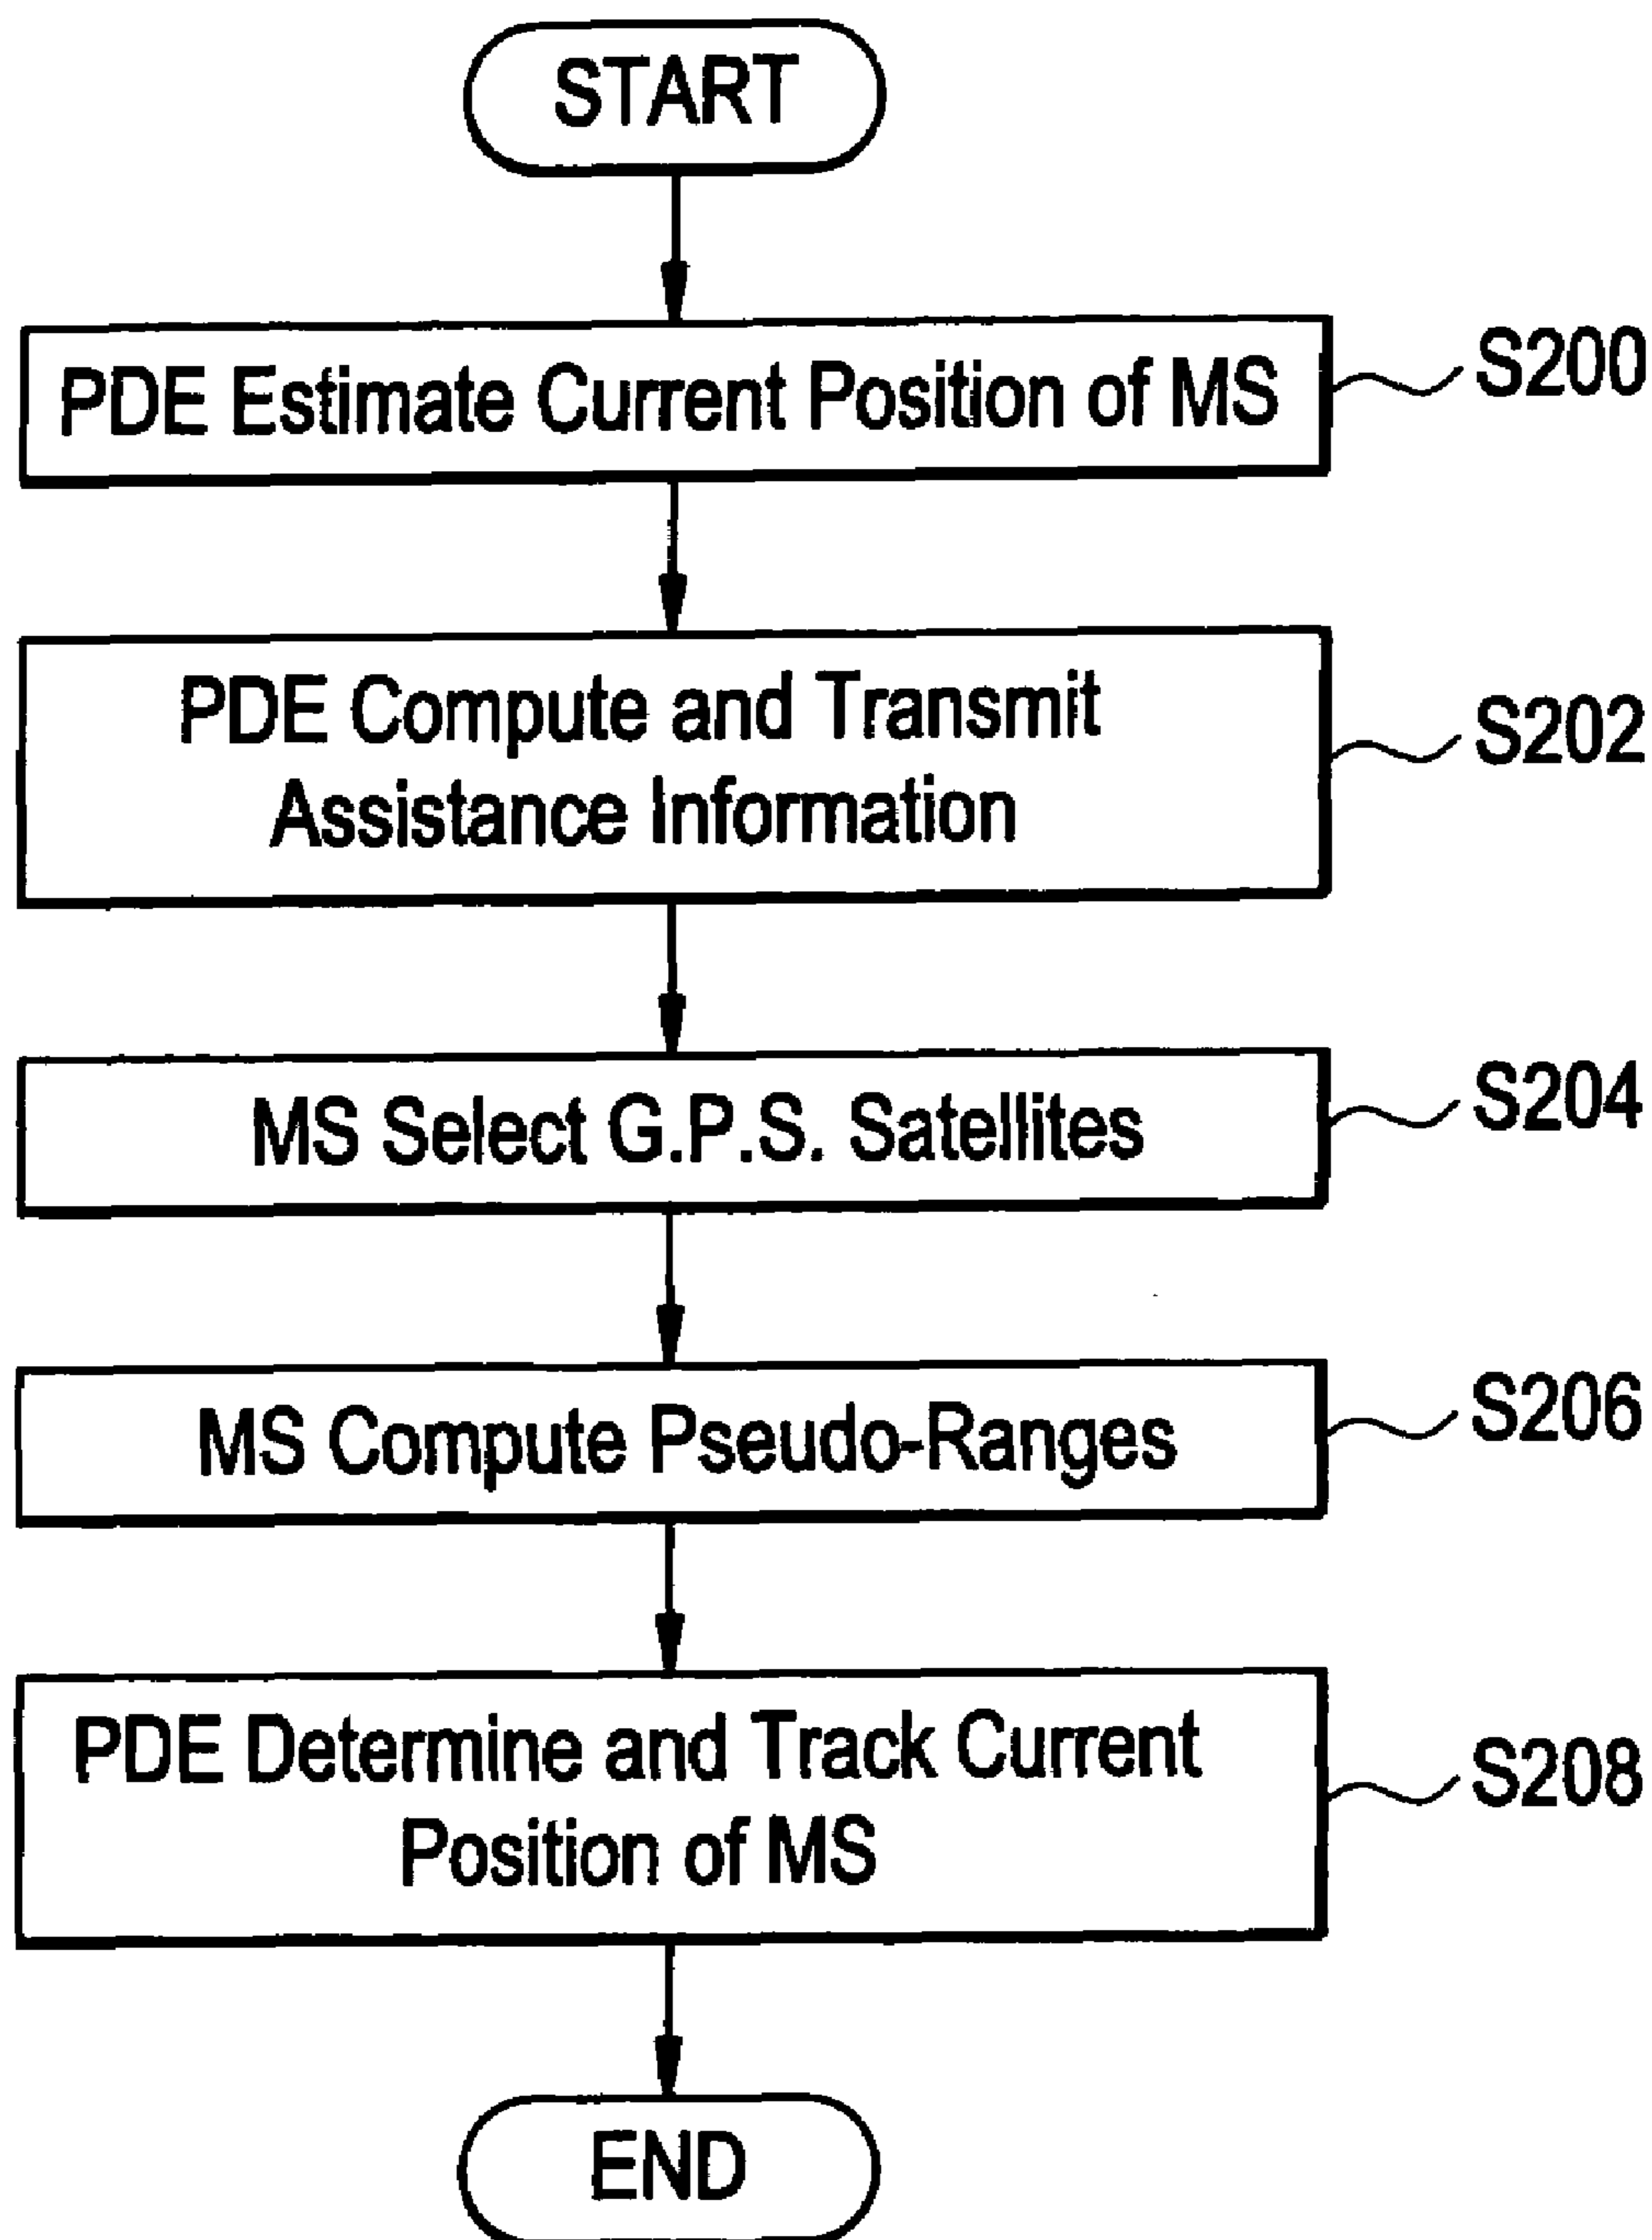 START
PDE Estimate Current Position of MS
S200
PDE Compute and Transmit
Assistance Information
S202
MS Select G.P.S. Satellites
S204
MS Compute Pseudo-Ranges
S206
PDE Determine and Track Current
Position of MS
S208
END